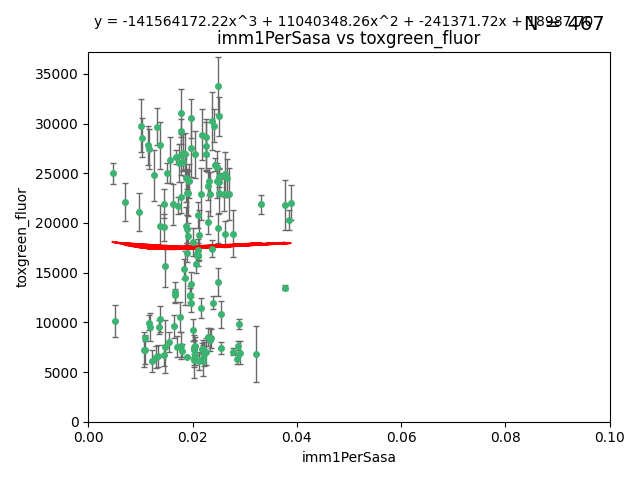 y = -141564172.22x^3 + 11040348.26x^2 + -241371.72x +
N = 467
imm1PerSasa vs toxgreen_fluor
35000
30000
25000
20000
15000
10000
5000
0
toxgreen_fluor
0.00 0.02 0.04 0.06 0.08 0.10
imm1PerSasa